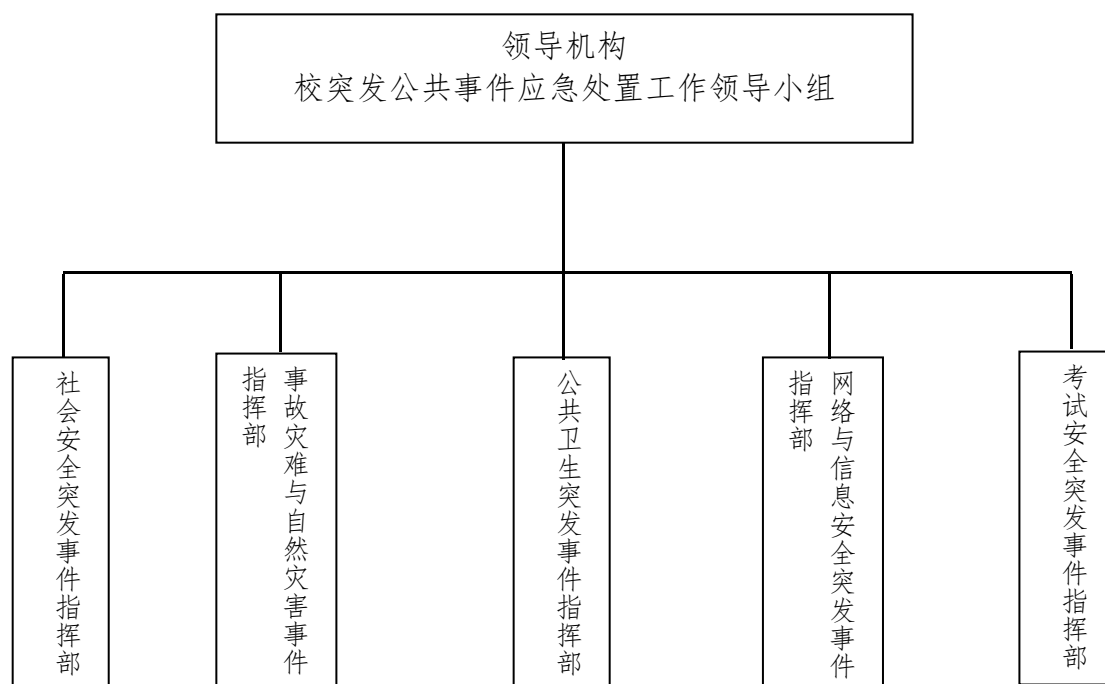 领导机构
校突发公共事件应急处置工作领导小组
社会安全突发事件指挥部
事故灾难与自然灾害事件
指挥部
公共卫生突发事件指挥部
网络与信息安全突发事件
指挥部
考试安全突发事件指挥部